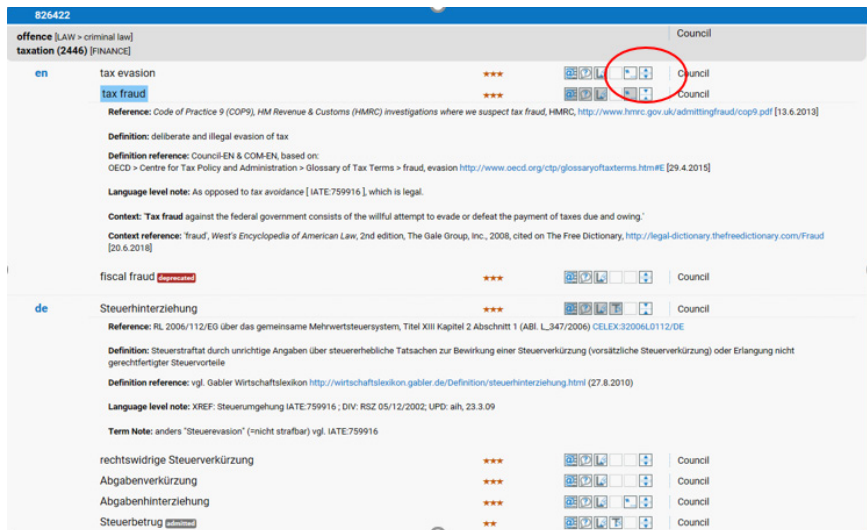 826422
offence [LAW > criminal law] Council
taxation (2446) [FINANCE]
en tax evasion ★★★ Council
tax fraud ★★★ Council
Reference: Code of Practice 9 (COP9), HM Revenue & Customs (HMRC) investigations where we suspect tax fraud, HMRC, http://www.hmrc.gov.uk/admittingfraud/cop9.pdf [13.6.2013]
Definition: deliberate and illegal evasion of tax
Definition reference: Council-EN & COM-EN, based on:
OECD > Centre for Tax Policy and Administration > Glossary of Tax Terms > fraud, evasion http://www.oecd.org/ctp/glossaryoftaxterms.htm#E [29.4.2015]
Language level note: As opposed to tax avoidance [ IATE:759916 ], which is legal.
Context: 'Tax fraud against the federal government consists of the willful attempt to evade or defeat the payment of taxes due and owing.'
Context reference: 'fraud', West's Encyclopedia of American Law, 2nd edition, The Gale Group, Inc., 2008, cited on The Free Dictionary, http://legal-dictionary.thefreedictionary.com/Fraud
[20.6.2018]
fiscal fraud deprecated ★★★ Council
de Steuerhinterziehung ★★★ Council
Reference: RL 2006/112/EG über das gemeinsame Mehrwertsteuersystem, Titel XIII Kapitel 2 Abschnitt 1 (ABl. L_347/2006) CELEX:32006L0112/DE
Definition: Steuerstraftat durch unrichtige Angaben über steuererhebliche Tatsachen zur Bewirkung einer Steuerverkürzung (vorsätzliche Steuerverkürzung) oder Erlangung nicht
gerechtfertigter Steuervorteile
Definition reference: vgl. Gabler Wirtschaftslexikon http://wirtschaftslexikon.gabler.de/Definition/steuerhinterziehung.html (27.8.2010)
Language level note: XREF: Steuerumgehung IATE:759916 ; DIV: RSZ 05/12/2002; UPD: aih, 23.3.09
Term Note: anders "Steuerevasion" (=nicht strafbar) vgl. IATE:759916
rechtswidrige Steuerverkürzung ★★★ Council
Abgabenverkürzung ★★★ Council
Abgabenhinterziehung ★★★ Council
Steuerbetrug admitted ★★ Council